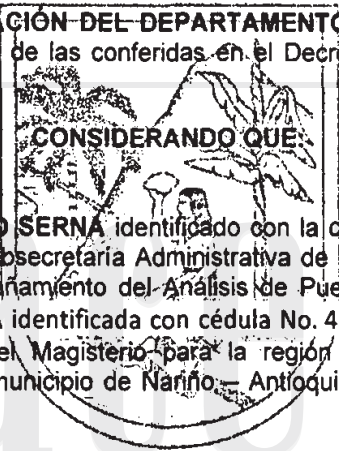 CIÓN DEL DEPARTAMENTO
de las conferidas en el Decr
CONSIDERANDO QUE:
SERNA identificado con la c
bsecretaría Administrativa de
ñamiento del Análisis de Pue
identificada con cédula No. 4
el Magisterio para la región
municipio de Nariño – Antioqui